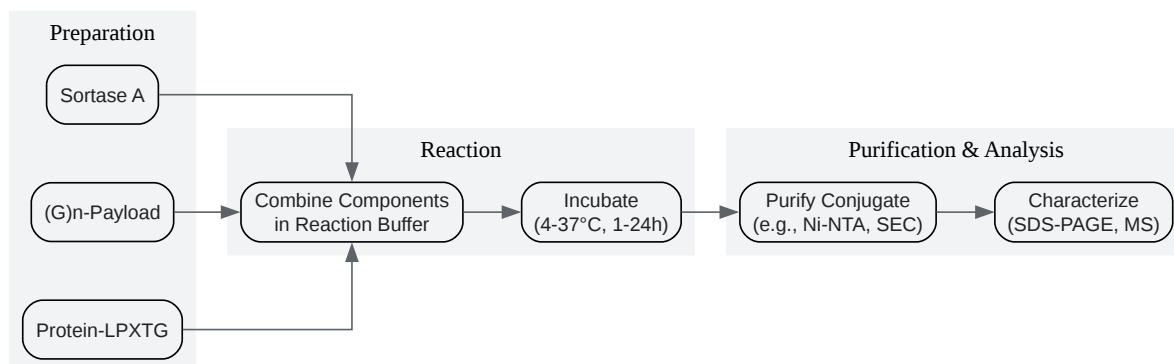 Preparation
Sortase A
(G)n-Payload
Protein-LPXTG
Reaction
Combine Components
in Reaction Buffer
Incubate
(4-37°C, 1-24h)
Purification & Analysis
Purify Conjugate
(e.g., Ni-NTA, SEC)
Characterize
(SDS-PAGE, MS)